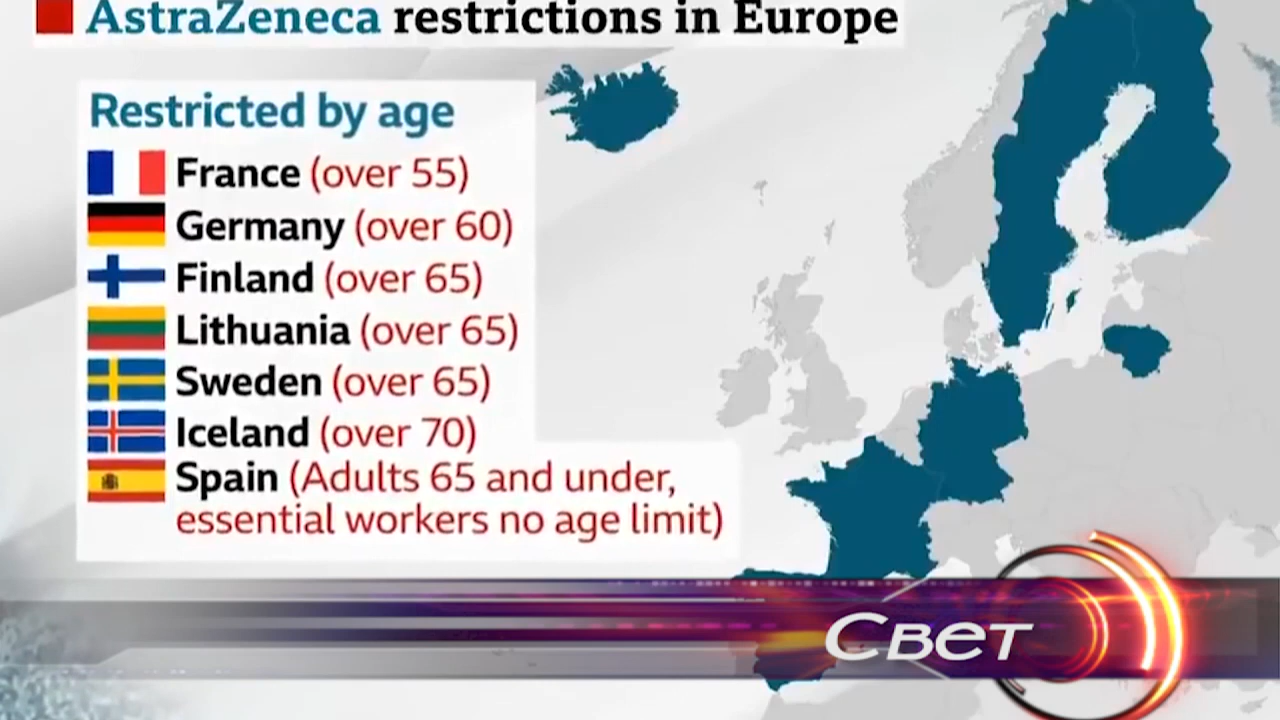 AstraZeneca restrictions in Europe
Restricted by age
France (over 55)
Germany (over 60)
Finland (over 65)
Lithuania (over 65)
Sweden (over 65)
Iceland (over 70)
Spain (Adults 65 and under,
essential workers no age limit)
Свет